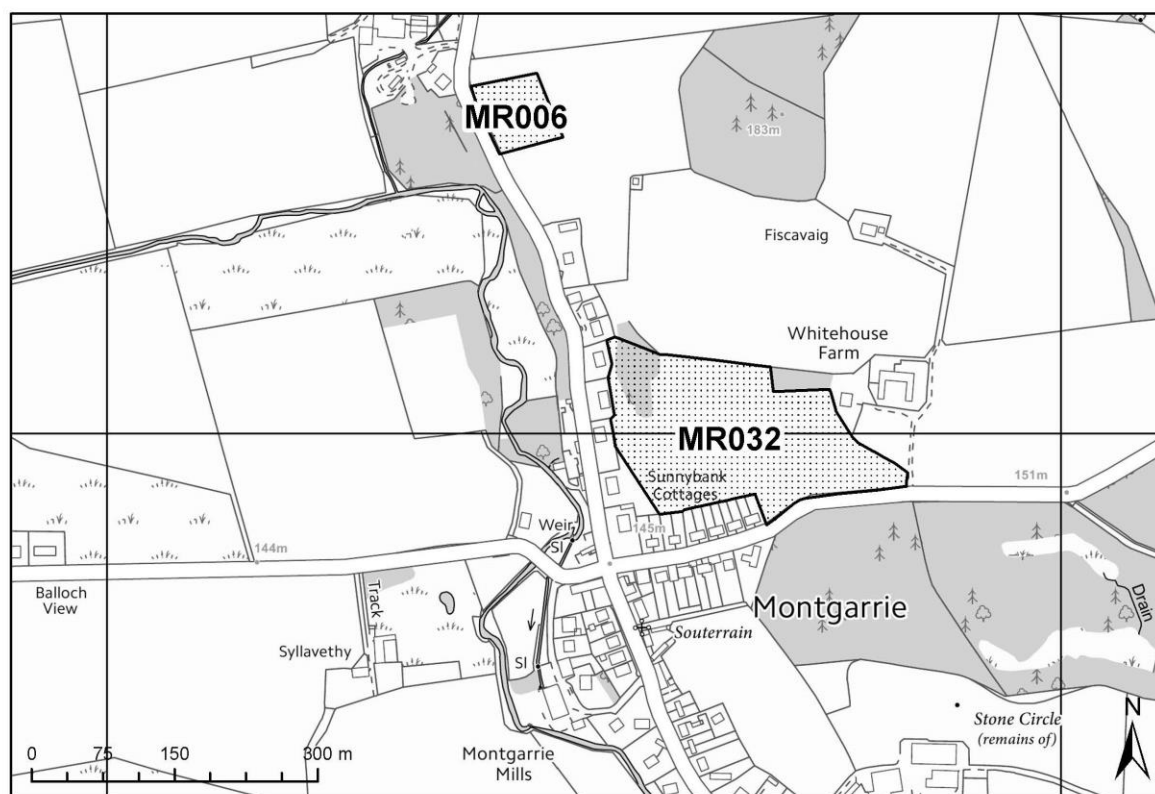 MR006
183m
Fiscavaig
Whitehouse
Farm
MR032
Sunnybank
Cottages
151m
Weir
Sl
145m
144m
Balloch
View
Track
Montgarrie
Drain
Souterrain
Syllavethy
Sl
Stone Circle
(remains of)
N
Montgarrie
Mills
0 75 150 300 m